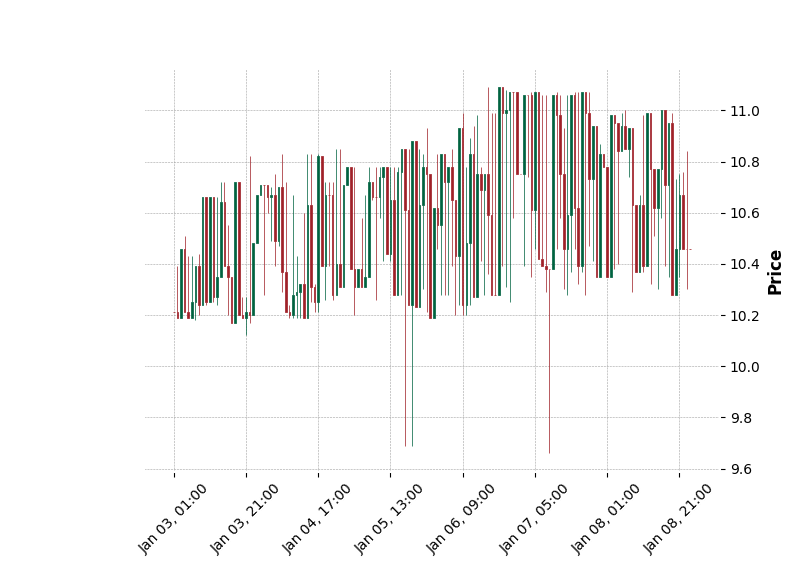 11.0
10.8
10.6
10.4
10.2
10.0
9.8
9.6
Price
Jan 03, 01:00
Jan 03, 21:00
Jan 04, 17:00
Jan 05, 13:00
Jan 06, 09:00
Jan 07, 05:00
Jan 08, 01:00
Jan 08, 21:00